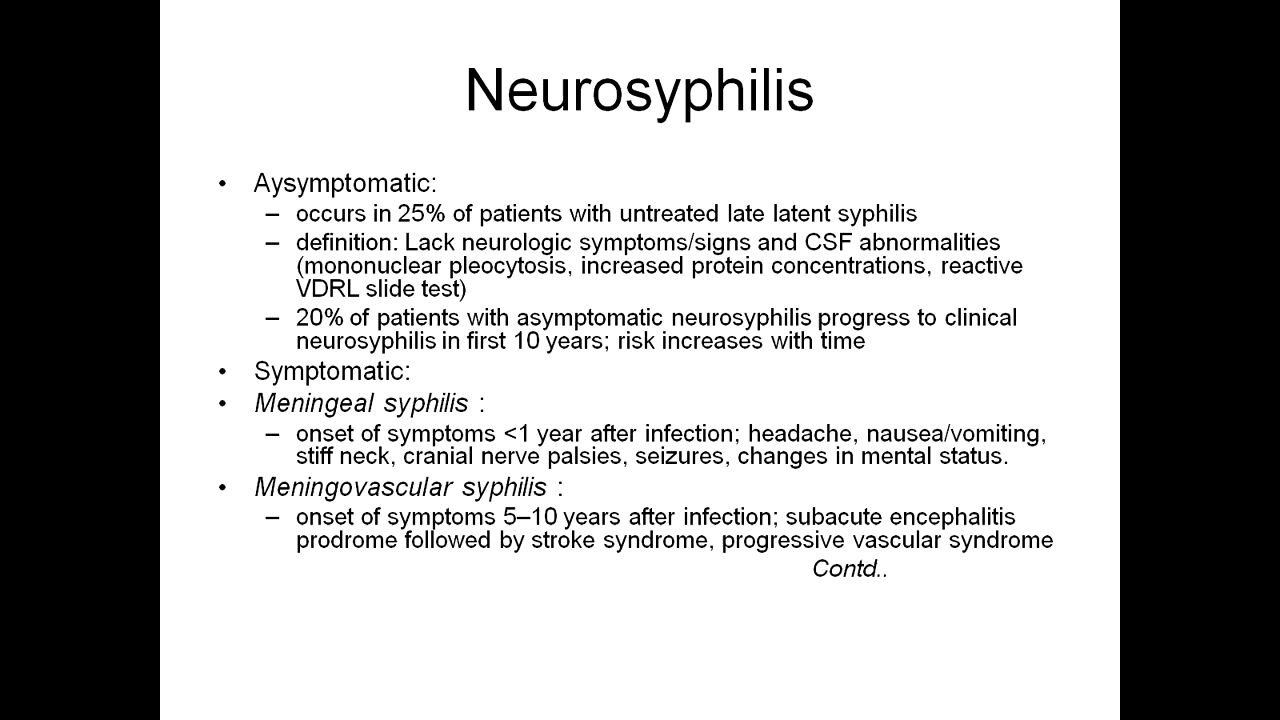 Neurosyphilis
• Aysymptomatic:
– occurs in 25% of patients with untreated late latent syphilis
– definition: Lack neurologic symptoms/signs and CSF abnormalities
(mononuclear pleocytosis, increased protein concentrations, reactive
VDRL slide test)
– 20% of patients with asymptomatic neurosyphilis progress to clinical
neurosyphilis in first 10 years; risk increases with time
• Symptomatic:
• Meningeal syphilis :
– onset of symptoms <1 year after infection; headache, nausea/vomiting,
stiff neck, cranial nerve palsies, seizures, changes in mental status.
• Meningovascular syphilis :
– onset of symptoms 5–10 years after infection; subacute encephalitis
prodrome followed by stroke syndrome, progressive vascular syndrome
Contd..